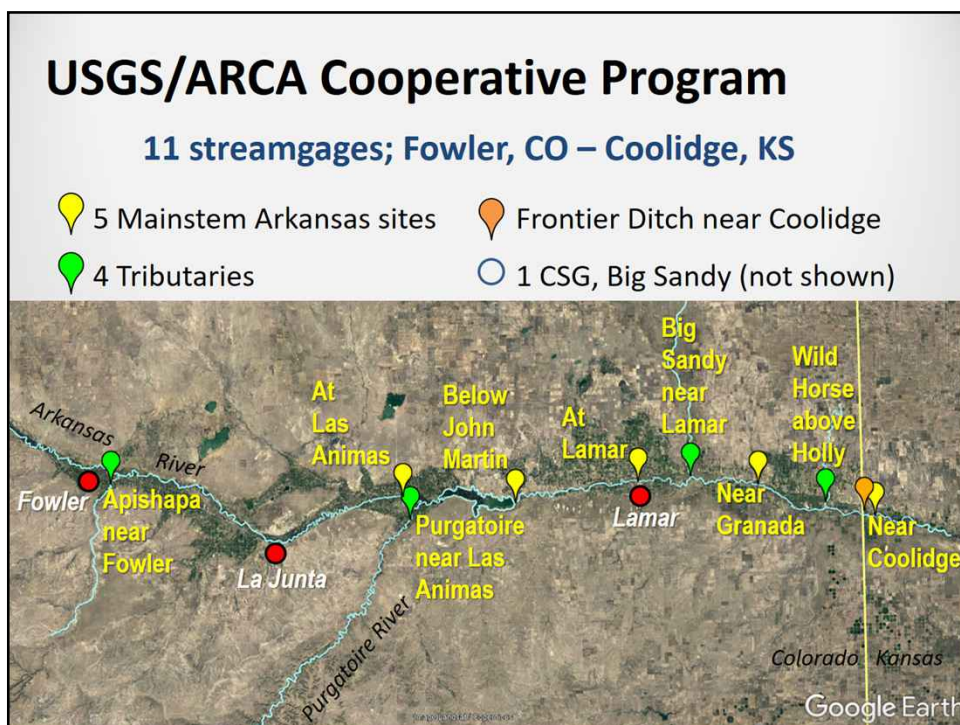 USGS/ARCA Cooperative Program
11 streamgages; Fowler, CO – Coolidge, KS
5 Mainstem Arkansas sites
Frontier Ditch near Coolidge
4 Tributaries
1 CSG, Big Sandy (not shown)
Arkansas
River
Fowler
Apishapa
near
Fowler
La Junta
At
Las
Animas
Purgatoire
near Las
Animas
Purgatoire River
Below
John
Martin
At
Lamar
Lamar
Big
Sandy
near
Lamar
Near
Granada
Wild
Horse
above
Holly
Near
Coolidge
Colorado
Kansas
Image Landsat / Copernicus
Google Earth